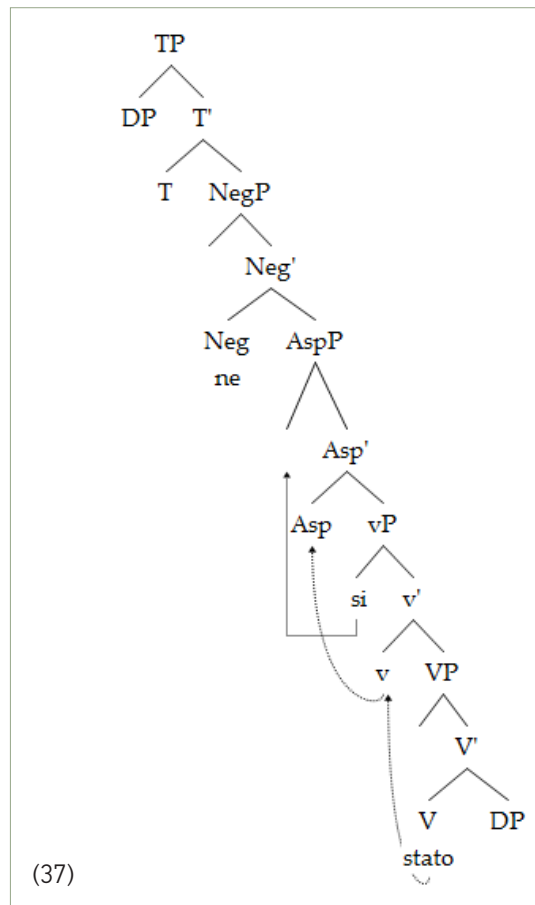 TP
DP T'
T NegP
Neg'
Neg AspP
ne
Asp'
Asp vP
si v'
v VP
V'
V DP
stato
(37)